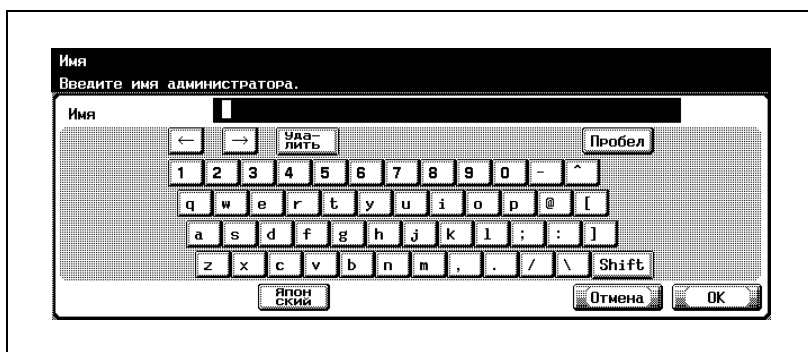 Имя
Введите имя администратора.
Имя
← → Уда-
лить Пробел
1 2 3 4 5 6 7 8 9 0 - ^
q w e r t y u i o p @ [
a s d f g h j k l ; : ]
z x c v b n m , . / \ Shift
Япон
ский Отмена OK